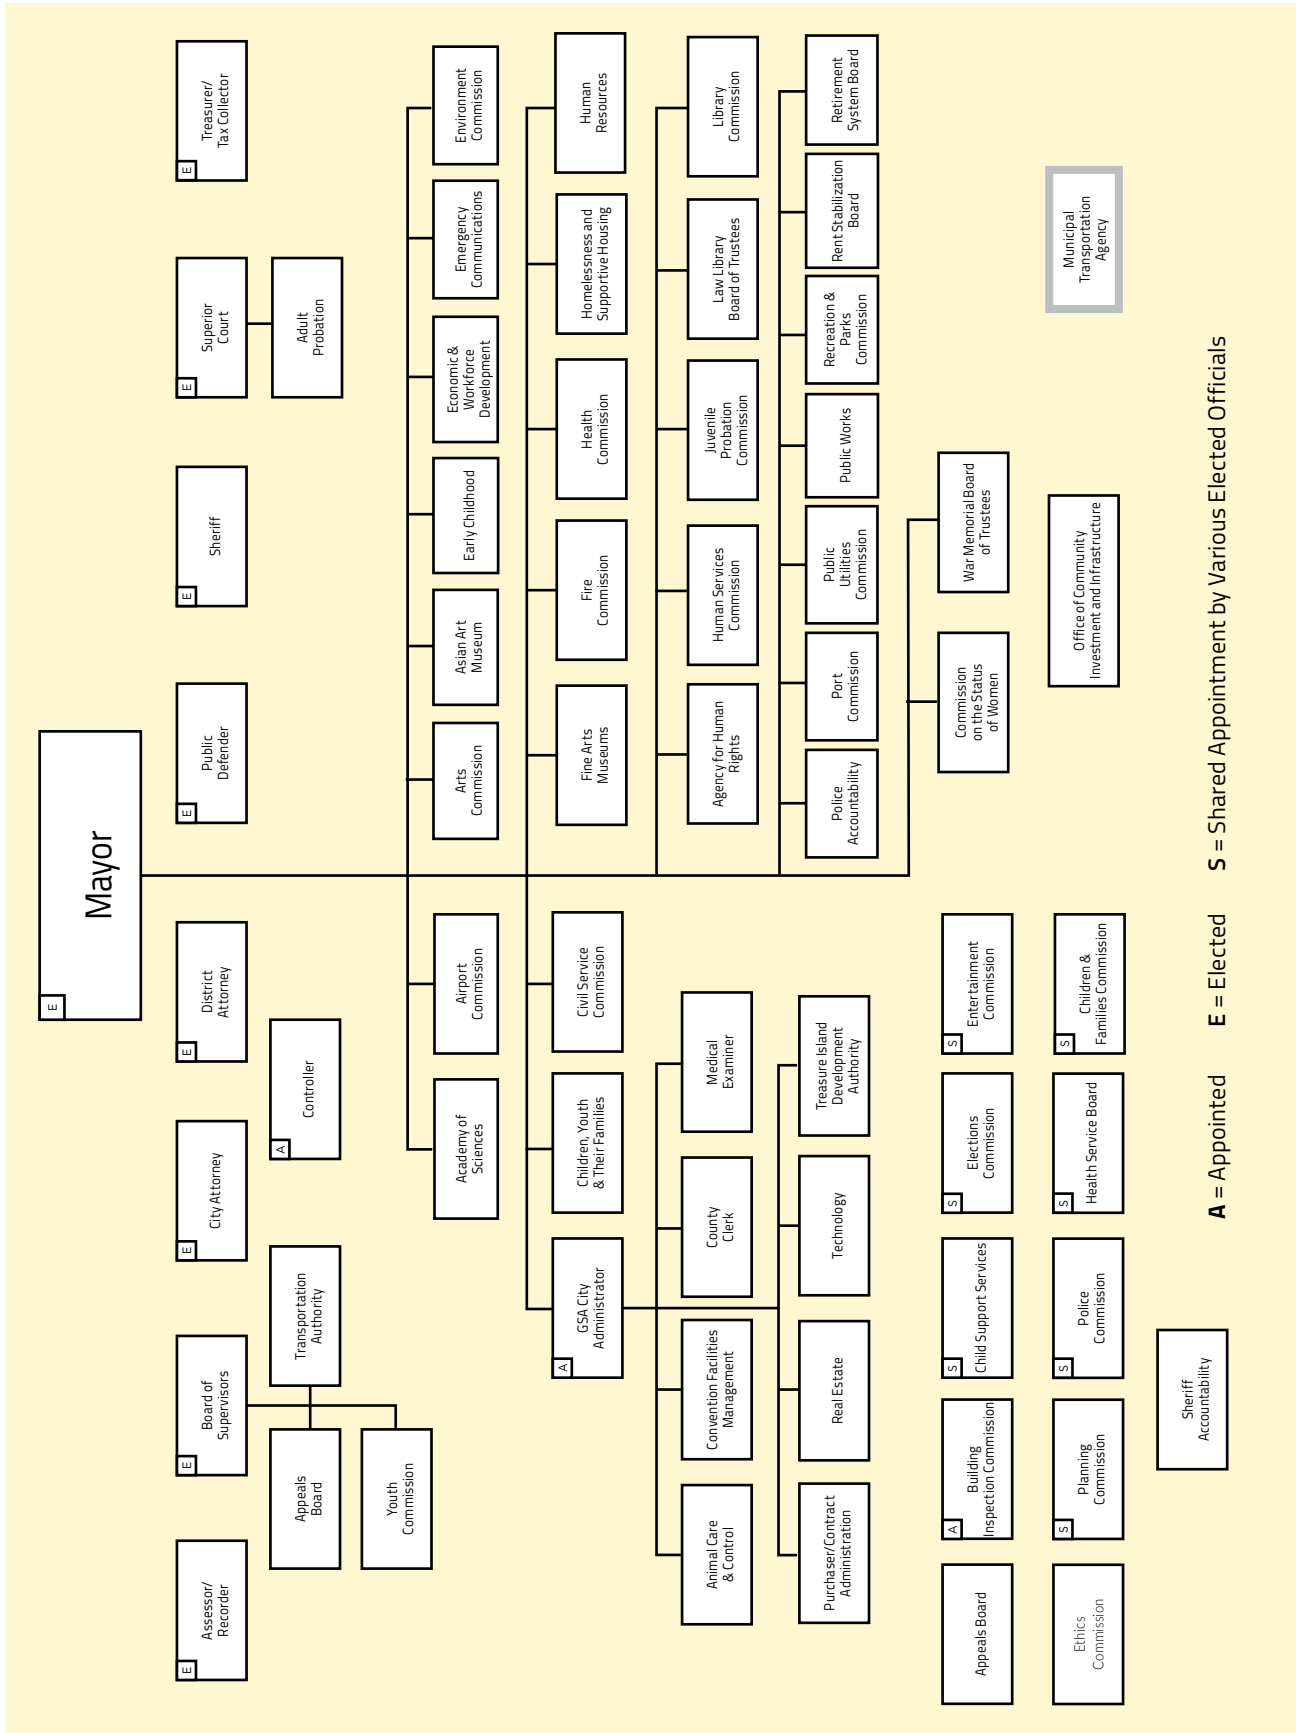 E
Mayor
E
Assessor/
Recorder
E
Board of
Supervisors
E
City Attorney
E
District
Attorney
E
Public
Defender
E
Sheriff
E
Superior
Court
E
Treasurer/
Tax Collector
Appeals
Board
Transportation
Authority
A
Controller
Adult
Probation
Youth
Commission
Academy of
Sciences
Airport
Commission
Arts
Commission
Asian Art
Museum
Early Childhood
Economic &
Workforce
Development
Emergency
Communications
Environment
Commission
A
GSA City
Administrator
Children, Youth
& Their Families
Civil Service
Commission
Fine Arts
Museums
Fire
Commission
Health
Commission
Homelessness and
Supportive Housing
Human
Resources
Animal Care
& Control
Convention Facilities
Management
County
Clerk
Medical
Examiner
Agency for Human
Rights
Human Services
Commission
Juvenile
Probation
Commission
Law Library
Board of Trustees
Library
Commission
Purchaser/Contract
Administration
Real Estate
Technology
Treasure Island
Development
Authority
Police
Accountability
Port
Commission
Public
Utilities
Commission
Public Works
Recreation &
Parks
Commission
Rent Stabilization
Board
Retirement
System Board
Appeals Board
A
Building
Inspection Commission
S
Child Support Services
S
Elections
Commission
S
Entertainment
Commission
Commission
on the Status
of Women
War Memorial Board
of Trustees
Ethics
Commission
S
Planning
Commission
S
Police
Commission
S
Health Service Board
S
Children &
Families Commission
Office of Community
Investment and Infrastructure
Municipal
Transportation
Agency
Sheriff
Accountability
A = Appointed E = Elected S = Shared Appointment by Various Elected Officials